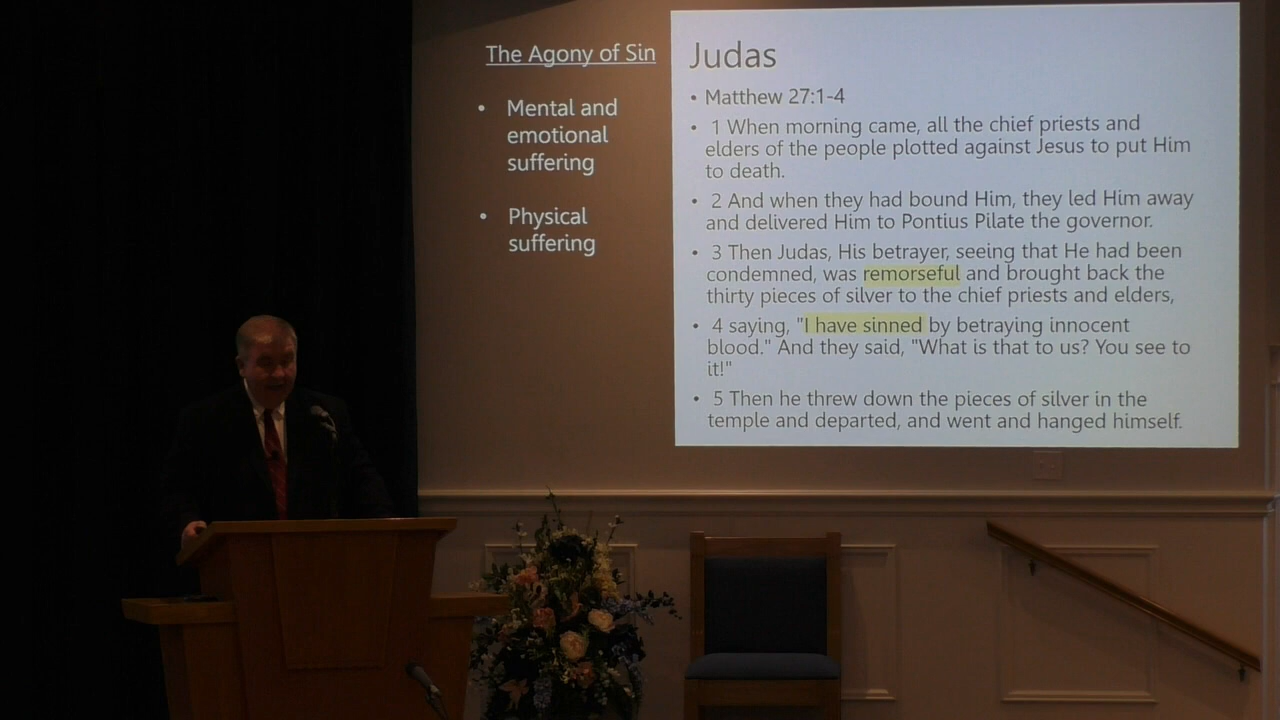 The Agony of Sin
• Mental and
emotional
suffering
• Physical
suffering
Judas
• Matthew 27:1-4
• 1 When morning came, all the chief priests and
elders of the people plotted against Jesus to put Him
to death.
• 2 And when they had bound Him, they led Him away
and delivered Him to Pontius Pilate the governor.
• 3 Then Judas, His betrayer, seeing that He had been
condemned, was remorseful and brought back the
thirty pieces of silver to the chief priests and elders,
• 4 saying, "I have sinned by betraying innocent
blood." And they said, "What is that to us? You see to
it!"
• 5 Then he threw down the pieces of silver in the
temple and departed, and went and hanged himself.